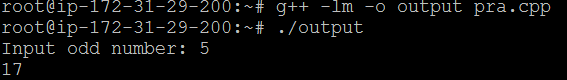 root@ip-172-31-29-200:~# g++ -lm -o output pra.cpp
root@ip-172-31-29-200:~# ./output
Input odd number: 5
17